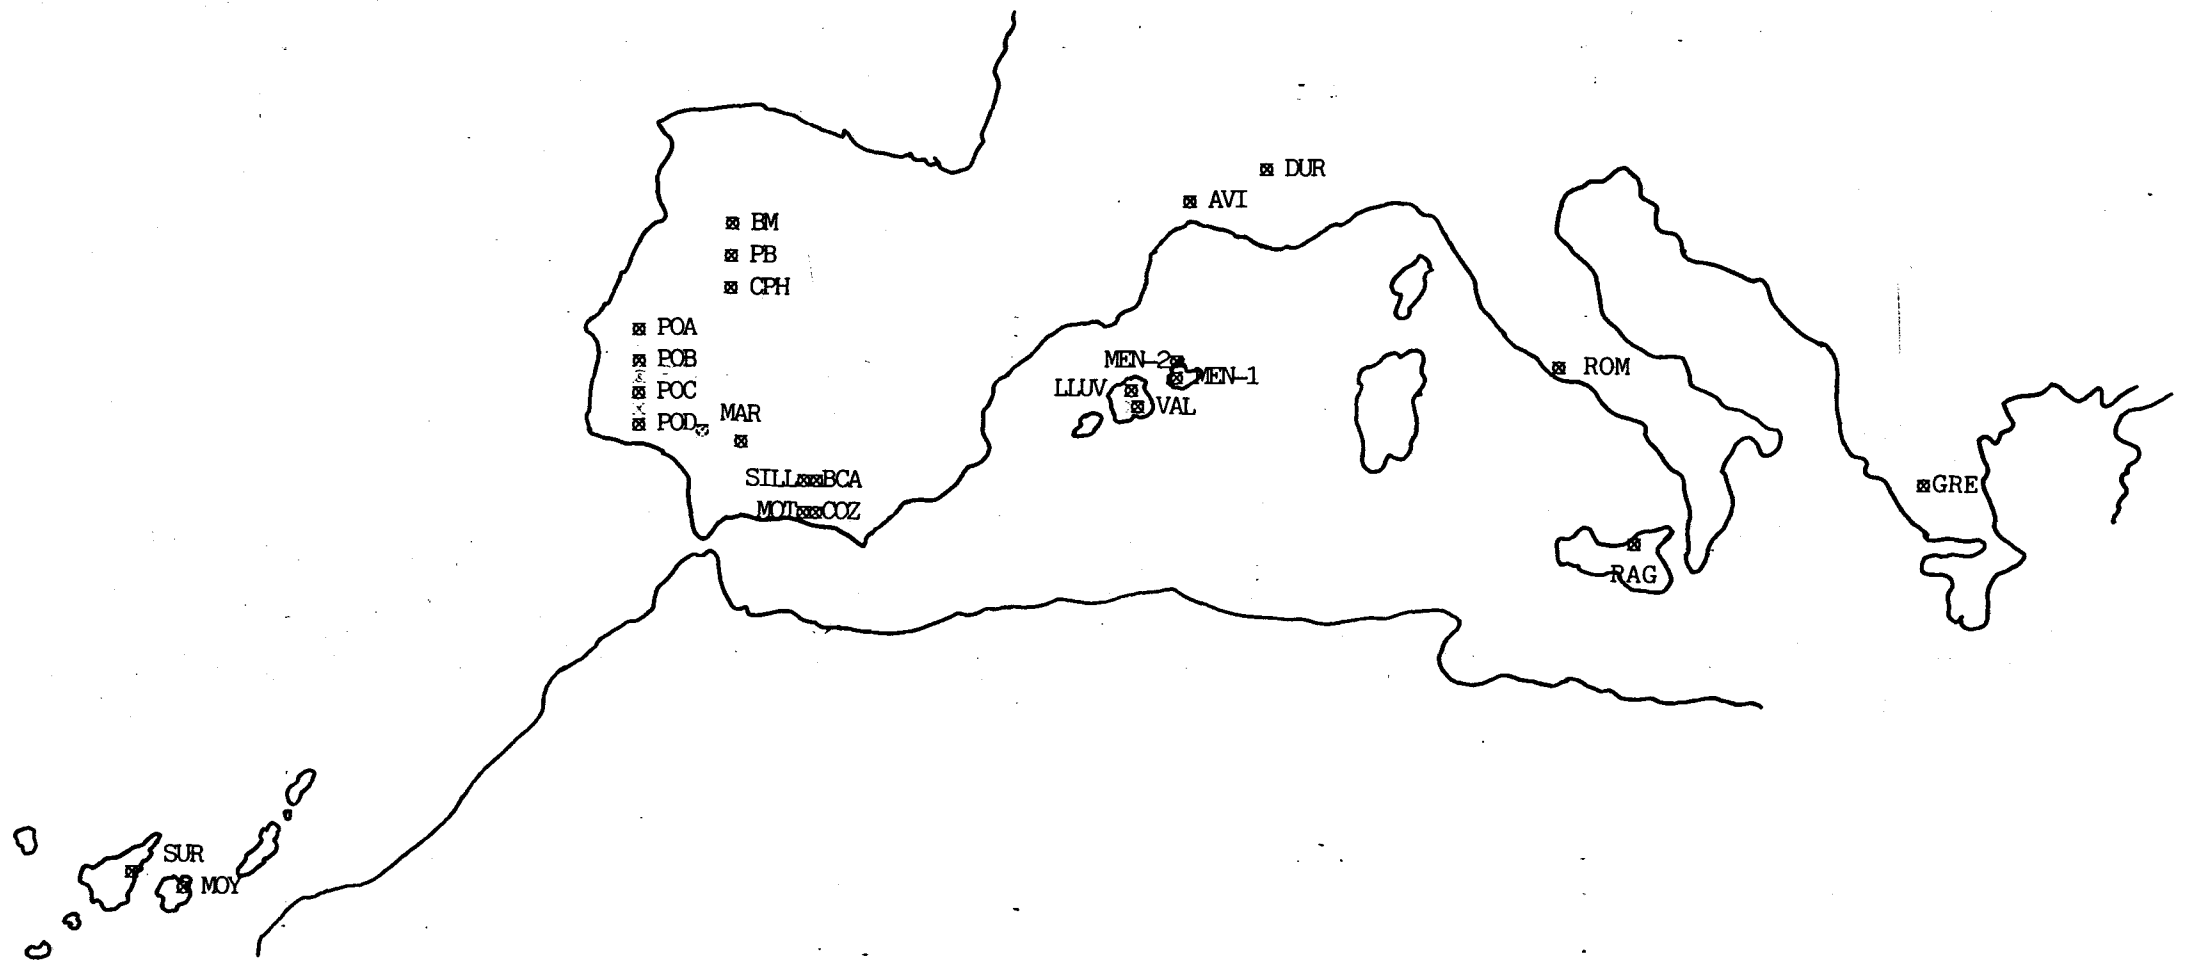 DUR
AVI
BM
PB
CPH
POA
POB
MEN-2
ROM
MEN-1
LLUV
POC
VAL
MAR
POD
SILL BCA
GRE
MOT COZ
RAG
SUR
MOY